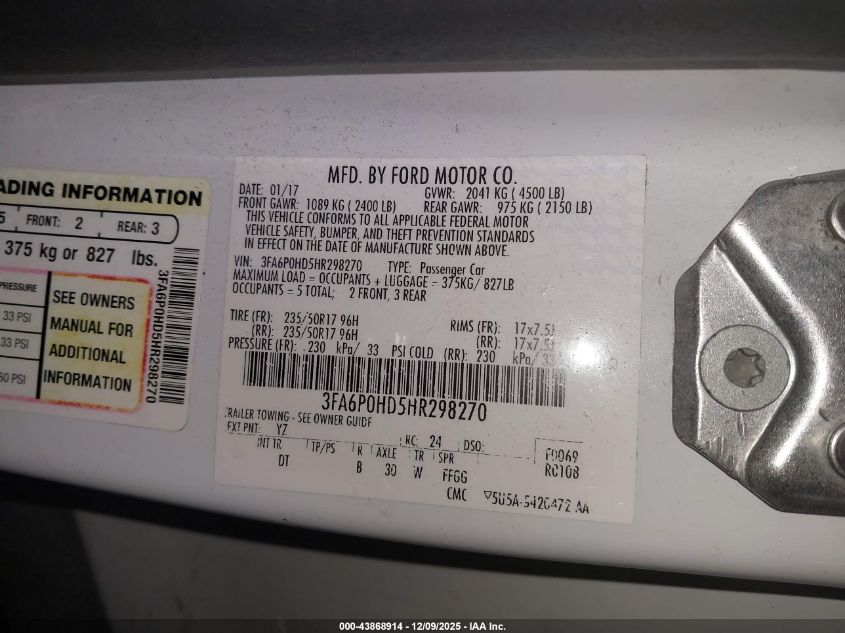 ADING INFORMATION
5 FRONT: 2 REAR: 3
375 kg or 827 lbs.
PRESSURE
33 PSI
33 PSI
60 PSI
SEE OWNERS
MANUAL FOR
ADDITIONAL
INFORMATION
3FA6P0HD5HR298270
MFD. BY FORD MOTOR CO.
DATE: 01/17 GVWR: 2041 KG ( 4500 LB)
FRONT GAWR: 1089 KG ( 2400 LB) REAR GAWR: 975 KG ( 2150 LB)
THIS VEHICLE CONFORMS TO ALL APPLICABLE FEDERAL MOTOR
VEHICLE SAFETY, BUMPER, AND THEFT PREVENTION STANDARDS
IN EFFECT ON THE DATE OF MANUFACTURE SHOWN ABOVE.
VIN: 3FA6P0HD5HR298270 TYPE: Passenger Car
MAXIMUM LOAD = OCCUPANTS + LUGGAGE = 375KG/ 827LB
OCCUPANTS = 5 TOTAL; 2 FRONT, 3 REAR
TIRE (FR): 235/50R17 96H RIMS (FR): 17x7.5J
(RR): 235/50R17 96H (RR): 17x7.5J
PRESSURE (FR): 230 kPa/ 33 PSI COLD (RR): 230 kPa/ 33
3FA6P0HD5HR298270
TRAILER TOWING - SEE OWNER GUIDE
EXT PNT: YZ RC: 24 DSO: F0069
INT TR TP/PS R AXLE TR SPR R0108
DT B 30 W FFGG
CMC 5U5A-5420472 AA
000-43868914 - 12/09/2025 - IAA Inc.